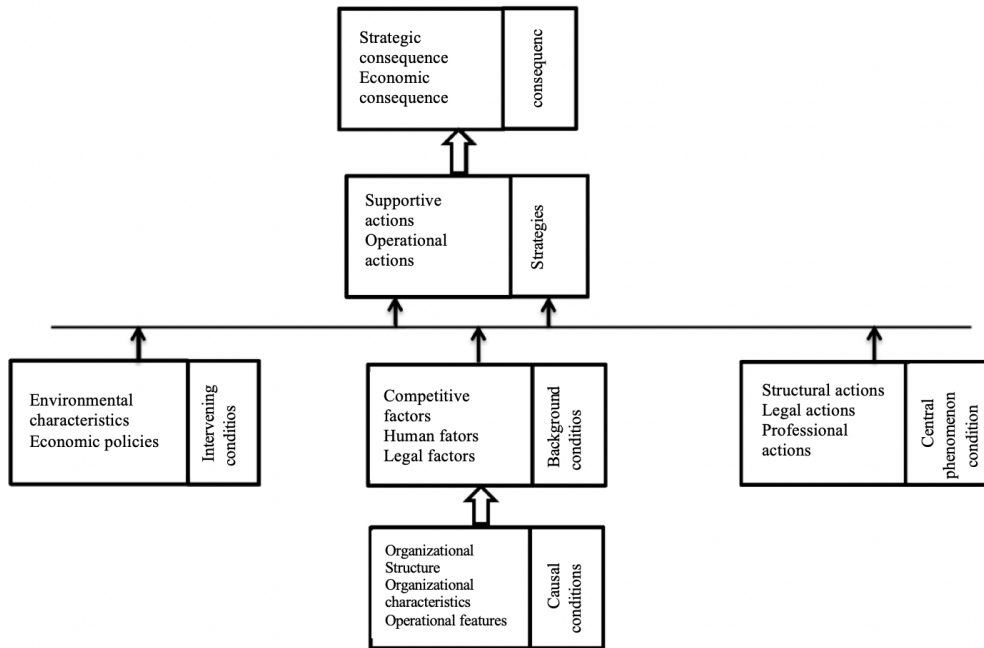 Strategic
consequence
Economic
consequence
consequenc
Supportive
actions
Operational
actions
Strategies
Environmental
characteristics
Economic policies
Intervening
conditios
Competitive
factors
Human fators
Legal factors
Background
conditios
Structural actions
Legal actions
Professional
actions
Central
phenomenon
condition
Organizational
Structure
Organizational
characteristics
Operational features
Causal
conditions